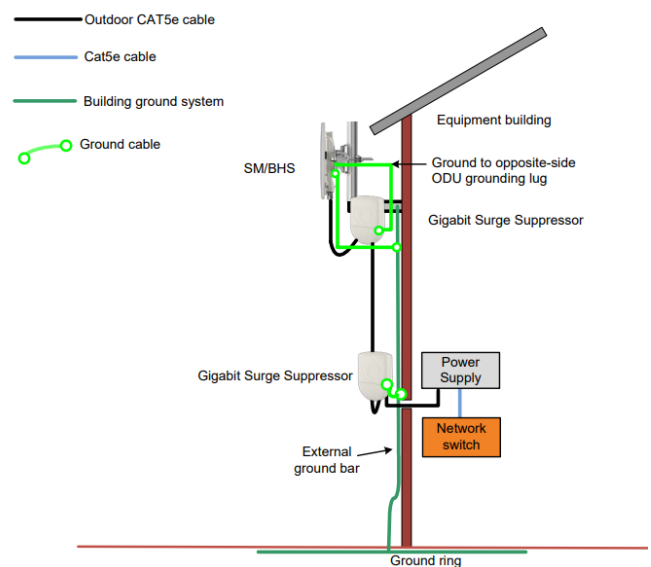 Outdoor CAT5e cable
Cat5e cable
Building ground system
Ground cable
Equipment building
SM/BHS
Ground to opposite-side
ODU grounding lug
Gigabit Surge Suppressor
Gigabit Surge Suppressor
Power
Supply
Network
switch
External
ground bar
Ground ring